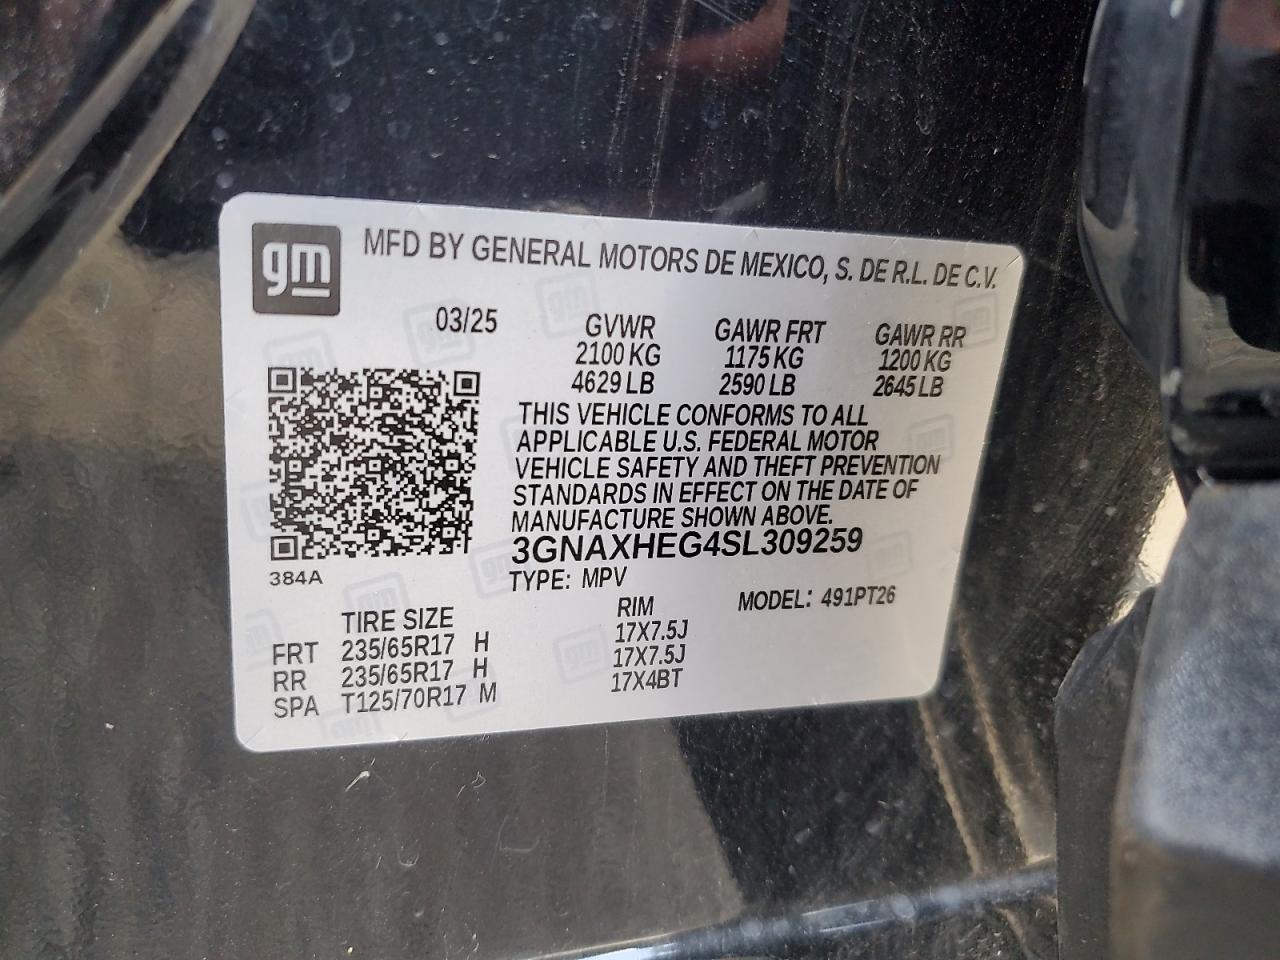 gm
MFD BY GENERAL MOTORS DE MEXICO, S. DE R.L. DE C.V.
03/25
GVWR GAWR FRT GAWR RR
2100 KG 1175 KG 1200 KG
4629 LB 2590 LB 2645 LB
THIS VEHICLE CONFORMS TO ALL
APPLICABLE U.S. FEDERAL MOTOR
VEHICLE SAFETY AND THEFT PREVENTION
STANDARDS IN EFFECT ON THE DATE OF
MANUFACTURE SHOWN ABOVE.
3GNAXHEG4SL309259
384A
TYPE: MPV MODEL: 491PT26
TIRE SIZE RIM
FRT 235/65R17 H 17X7.5J
RR 235/65R17 H 17X7.5J
SPA T125/70R17 M 17X4BT